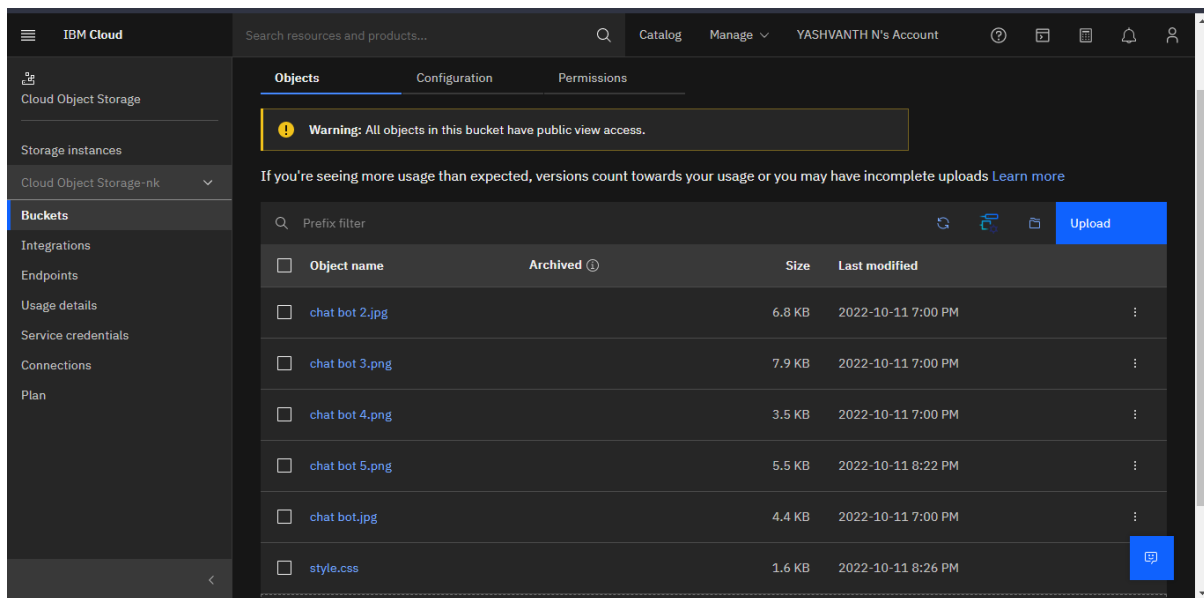 IBM Cloud
Search resources and products...
Catalog
Manage
YASHVANTH N's Account
Cloud Object Storage
Storage instances
Cloud Object Storage-nk
Buckets
Integrations
Endpoints
Usage details
Service credentials
Connections
Plan
Objects Configuration Permissions
Warning: All objects in this bucket have public view access.
If you're seeing more usage than expected, versions count towards your usage or you may have incomplete uploads Learn more
Prefix filter
Upload
Object name Archived Size Last modified
chat bot 2.jpg 6.8 KB 2022-10-11 7:00 PM
chat bot 3.png 7.9 KB 2022-10-11 7:00 PM
chat bot 4.png 3.5 KB 2022-10-11 7:00 PM
chat bot 5.png 5.5 KB 2022-10-11 8:22 PM
chat bot.jpg 4.4 KB 2022-10-11 7:00 PM
style.css 1.6 KB 2022-10-11 8:26 PM